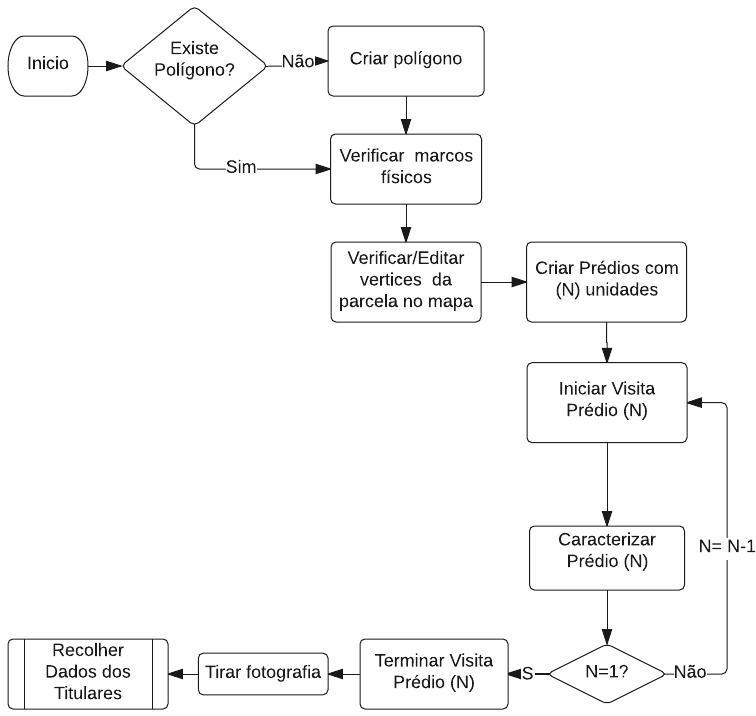 Inicio
Existe
Polígono?
Não
Criar polígono
Sim
Verificar marcos
físicos
Verificar/Editar
vertices da
parcela no mapa
Criar Prédios com
(N) unidades
Iniciar Visita
Prédio (N)
Caracterizar
Prédio (N)
N= N-1
N=1?
Não
S
Terminar Visita
Prédio (N)
Tirar fotografia
Recolher
Dados dos
Titulares